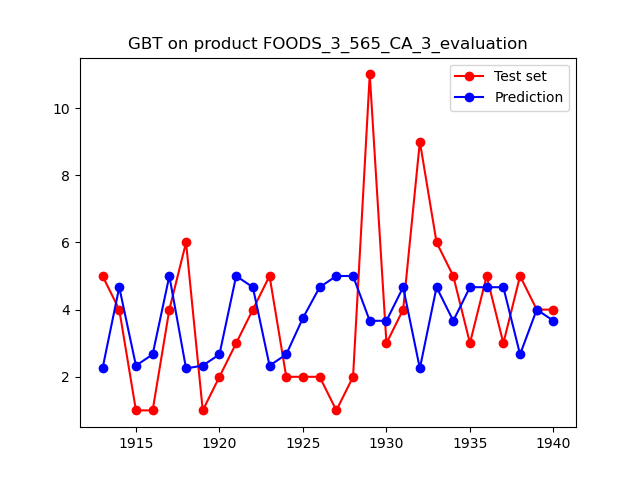 GBT on product FOODS_3_565_CA_3_evaluation
Test set
Prediction
10
8
6
4
2
1915 1920 1925 1930 1935 1940